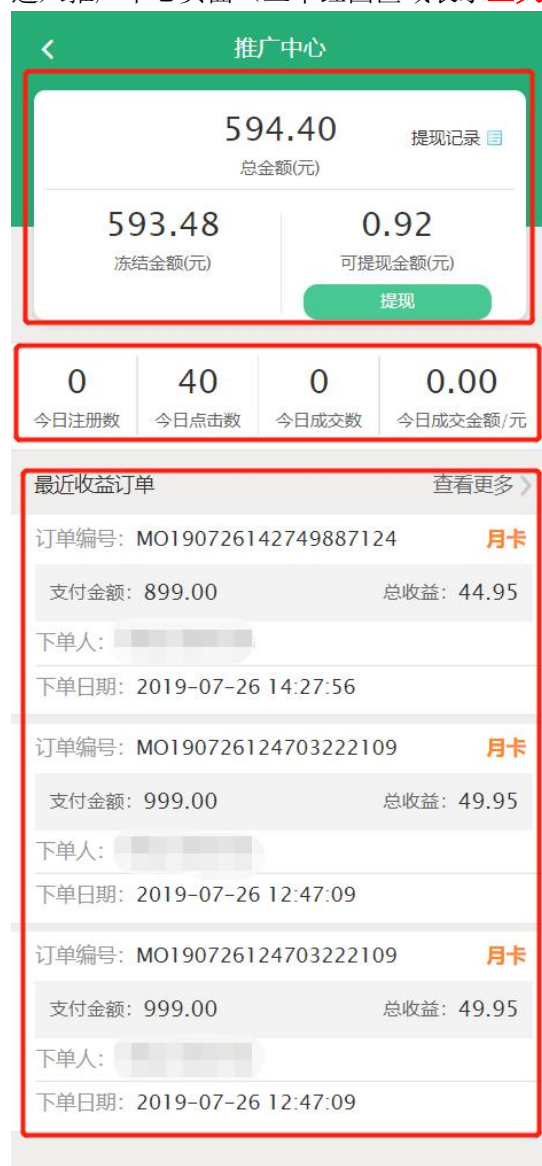 推广中心
594.40
提现记录
总金额(元)
593.48 0.92
冻结金额(元) 可提现金额(元)
提现
0 40 0 0.00
今日注册数 今日点击数 今日成交数 今日成交金额/元
最近收益订单 查看更多
订单编号: MO190726142749887124 月卡
支付金额: 899.00 总收益: 44.95
下单人:
下单日期: 2019-07-26 14:27:56
订单编号: MO190726124703222109 月卡
支付金额: 999.00 总收益: 49.95
下单人:
下单日期: 2019-07-26 12:47:09
订单编号: MO190726124703222109 月卡
支付金额: 999.00 总收益: 49.95
下单人:
下单日期: 2019-07-26 12:47:09